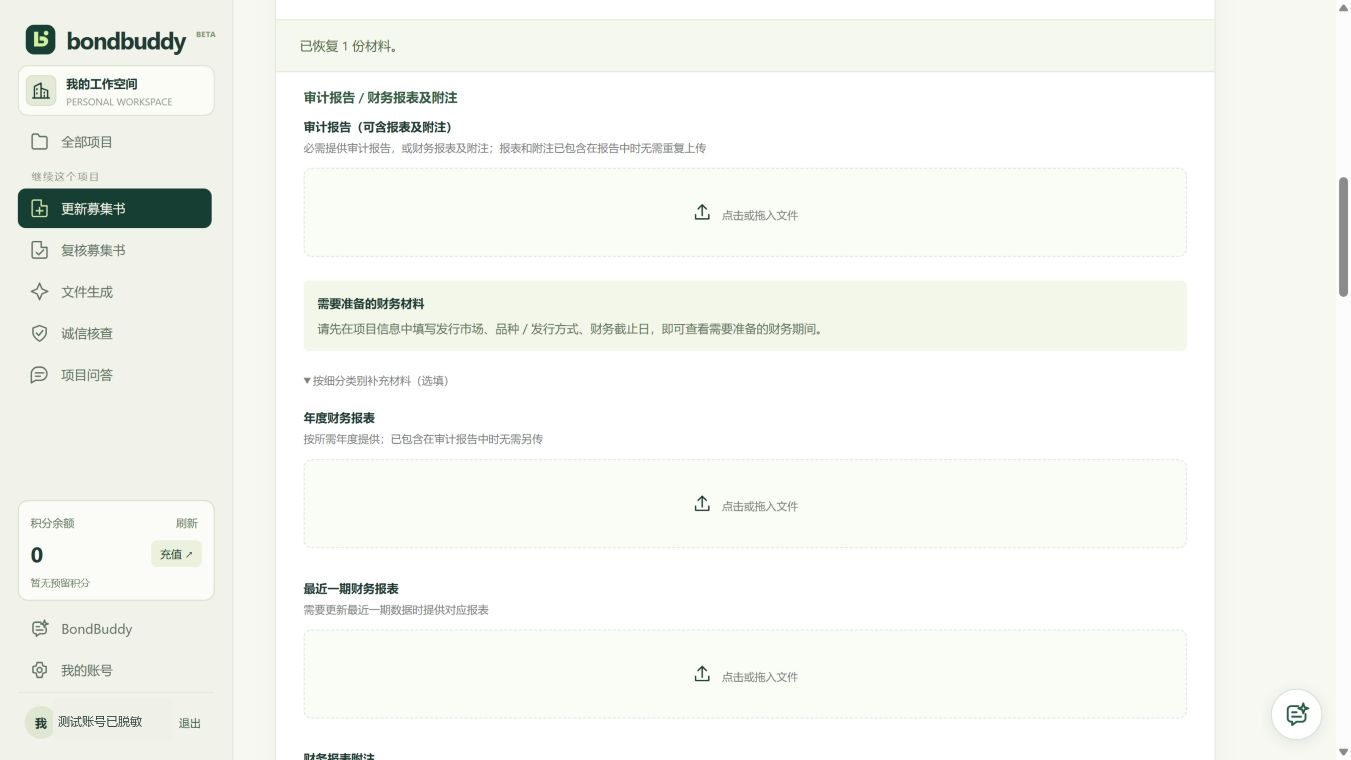 bondbuddy BETA
我的工作空间
PERSONAL WORKSPACE
全部项目
继续这个项目
更新募集书
复核募集书
文件生成
诚信核查
项目问答
积分余额 刷新
0 充值 ↗
暂无预留积分
BondBuddy
我的账号
我 测试账号已脱敏 退出
已恢复 1 份材料。
审计报告 / 财务报表及附注
审计报告（可含报表及附注）
必需提供审计报告，或财务报表及附注；报表和附注已包含在报告中时无需重复上传
点击或拖入文件
需要准备的财务材料
请先在项目信息中填写发行市场、品种 / 发行方式、财务截止日，即可查看需要准备的财务期间。
▼按细分类别补充材料（选填）
年度财务报表
按所需年度提供；已包含在审计报告中时无需另传
点击或拖入文件
最近一期财务报表
需要更新最近一期数据时提供对应报表
点击或拖入文件
财务报表附注